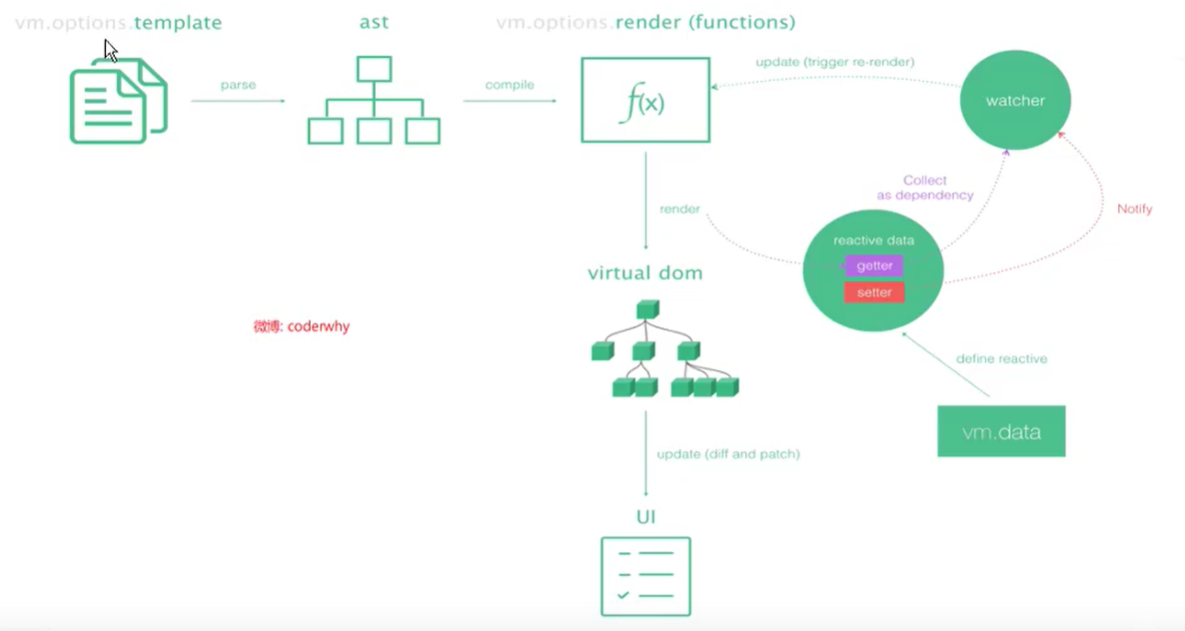 vm.options.template
ast
vm.options.render (functions)
parse
compile
f(x)
update (trigger re-render)
watcher
Collect
as dependency
Notify
render
reactive data
getter
setter
virtual dom
微博: coderwhy
define reactive
vm.data
update (diff and patch)
UI